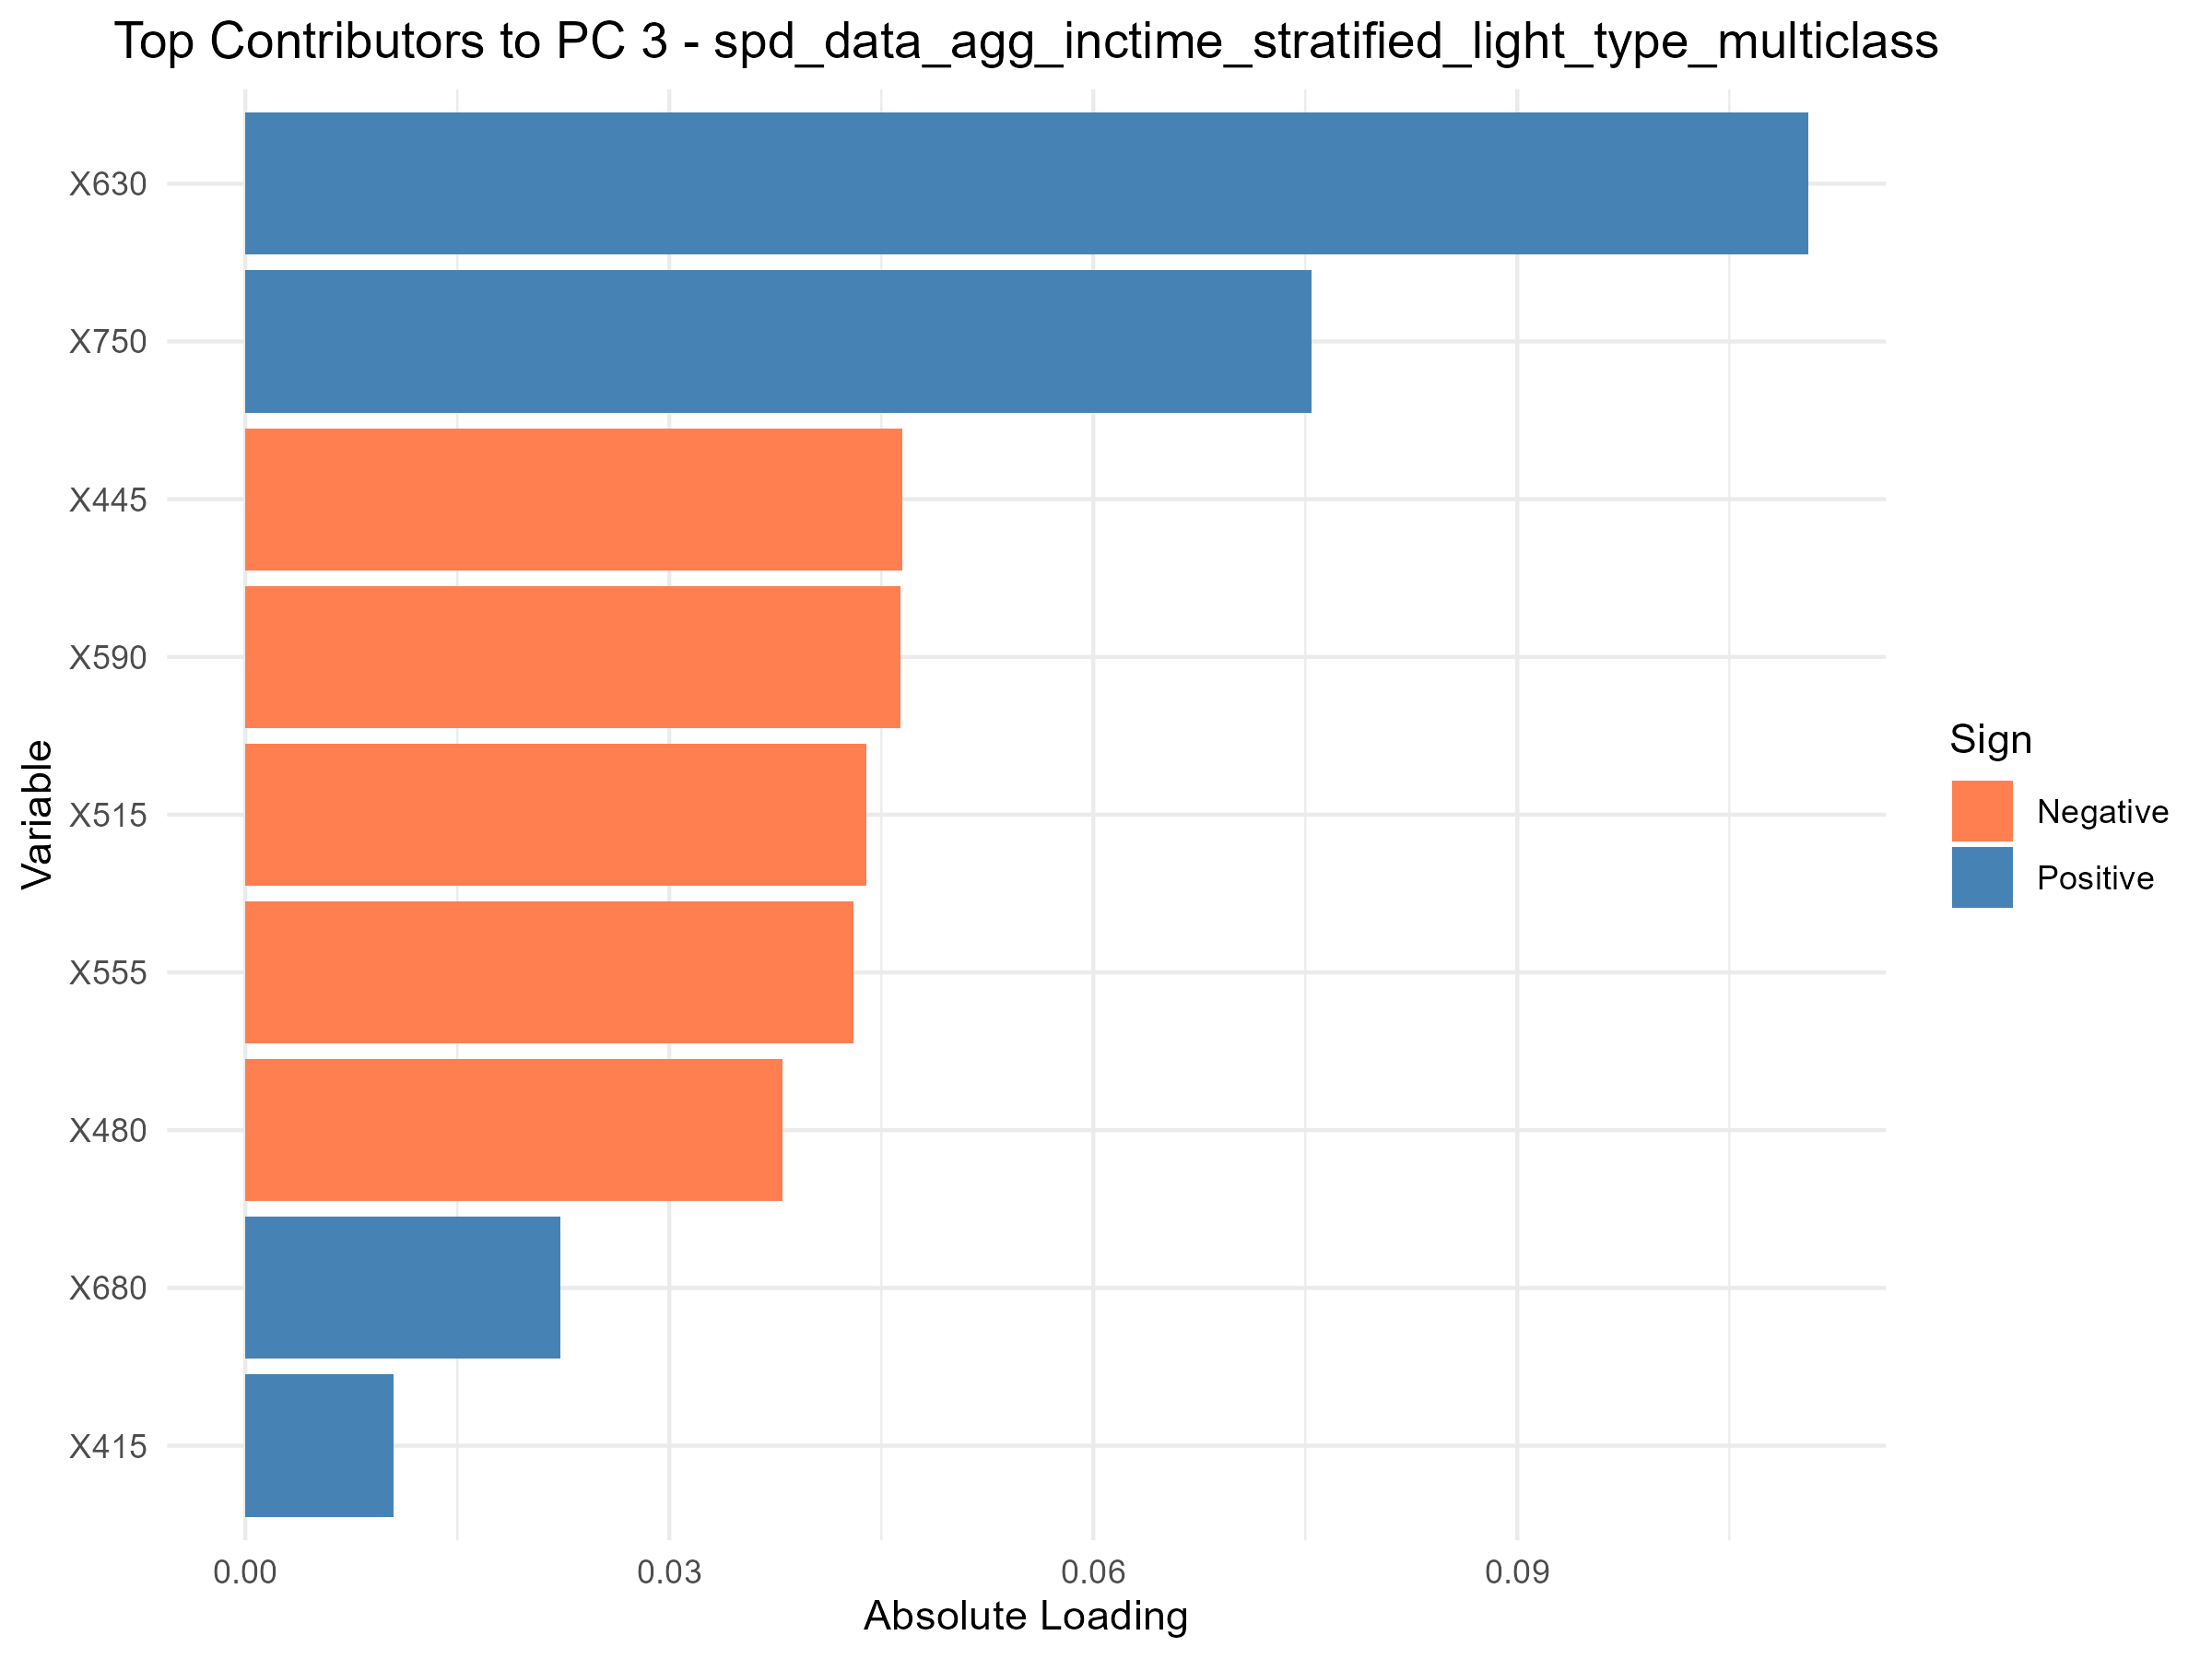 Top Contributors to PC 3 - spd_data_agg_inctime_stratified_light_type_multiclass
Variable
X630
X750
X445
X590
X515
X555
X480
X680
X415
0.00 0.03 0.06 0.09
Absolute Loading
Sign
Negative
Positive